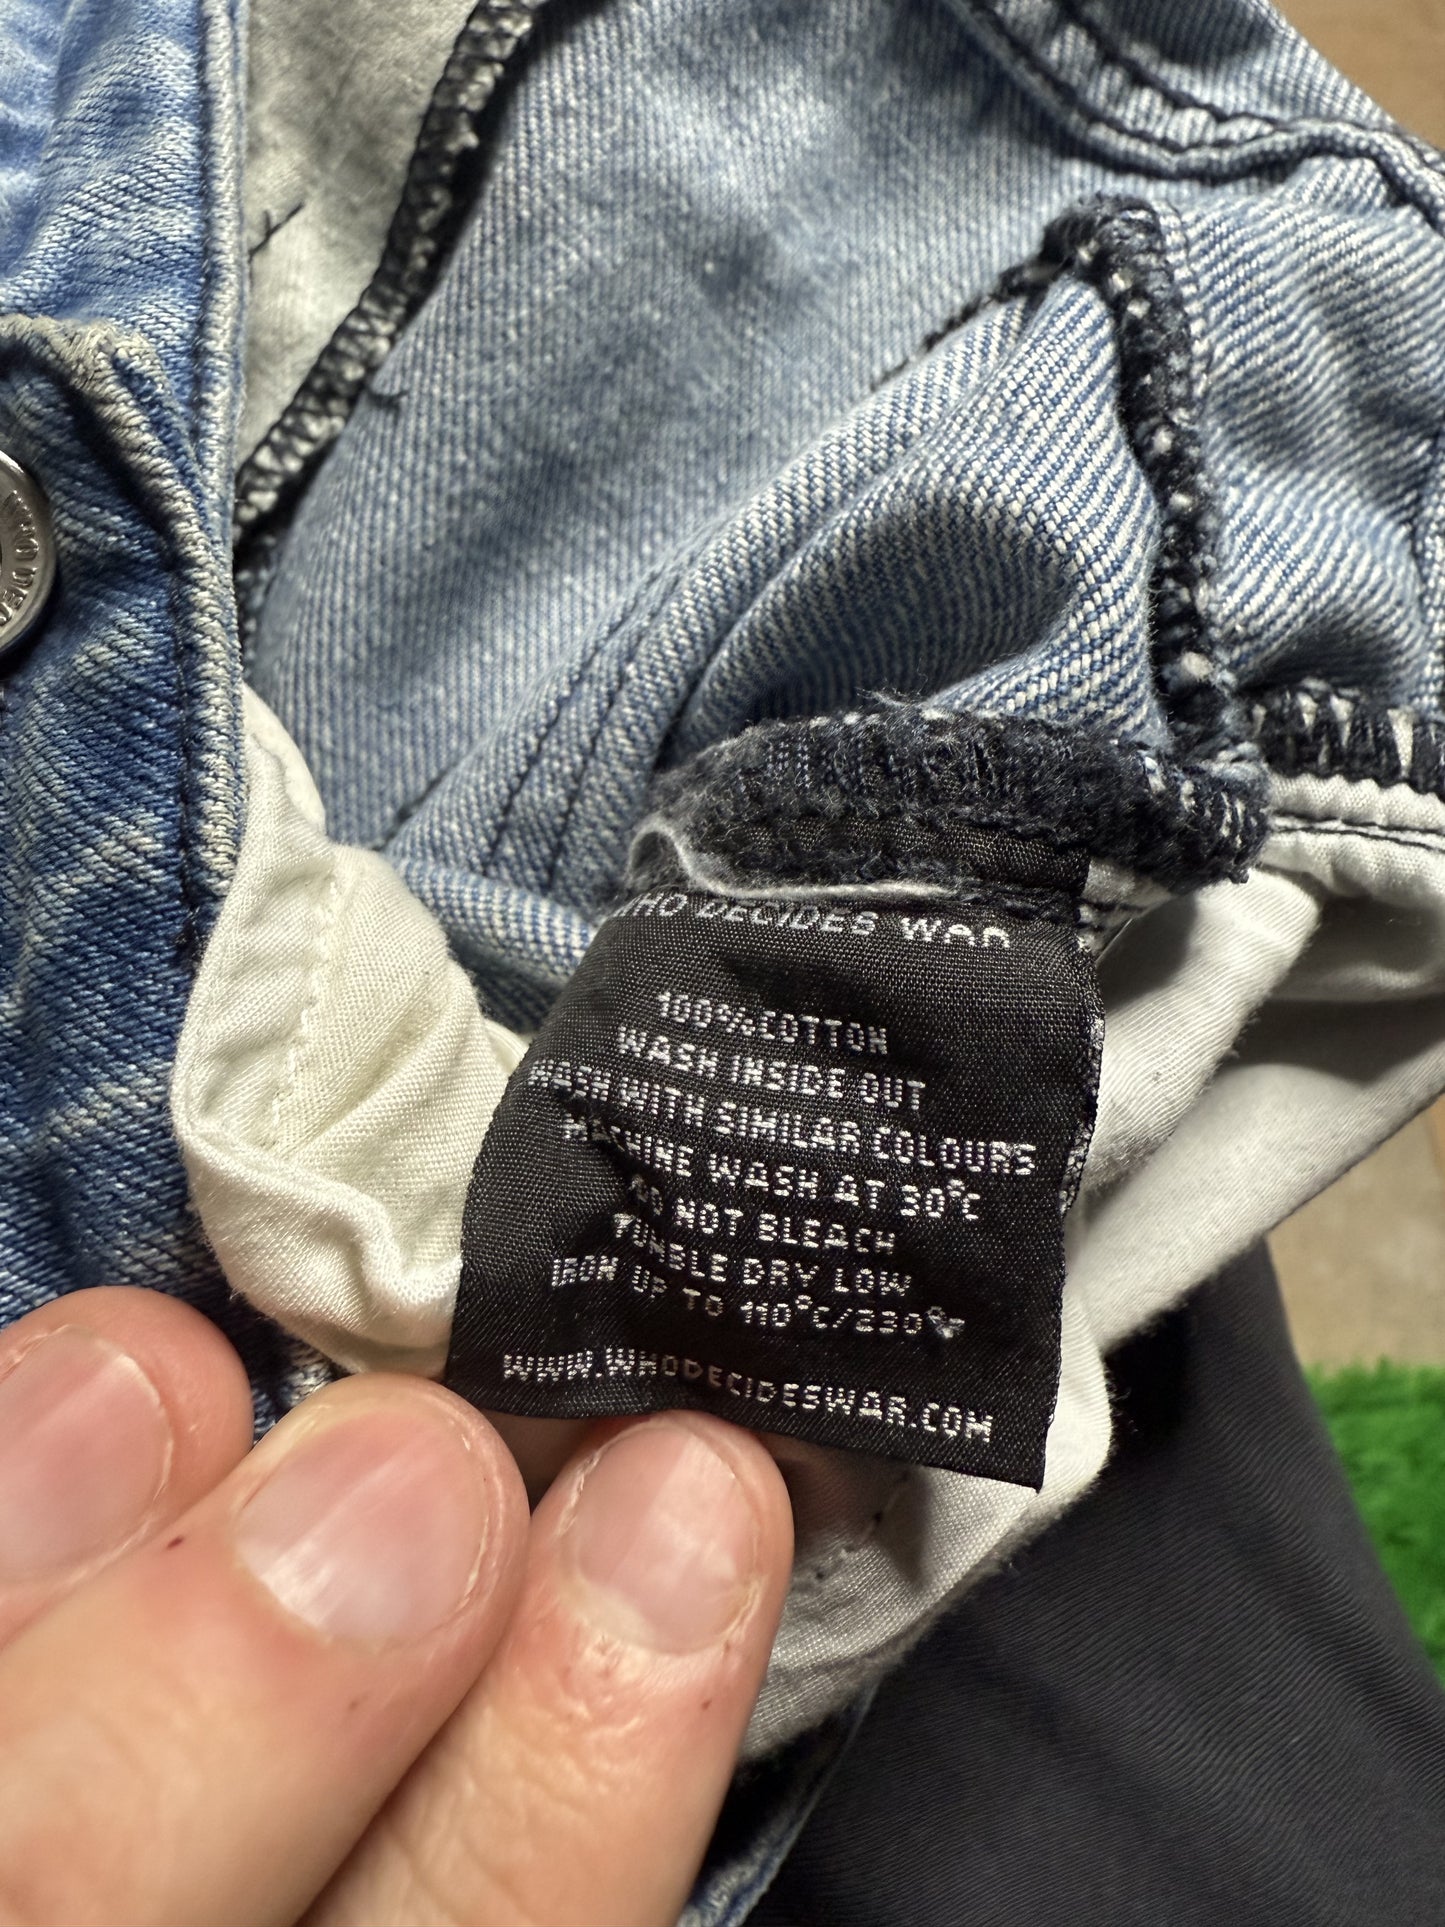 WHO DECIDES WAR
100%COTTON
WASH INSIDE OUT
WASH WITH SIMILAR COLOURS
MACHINE WASH AT 30°C
DO NOT BLEACH
TUMBLE DRY LOW
IRON UP TO 110°C/230°F
WWW.WHODECIDESWAR.COM